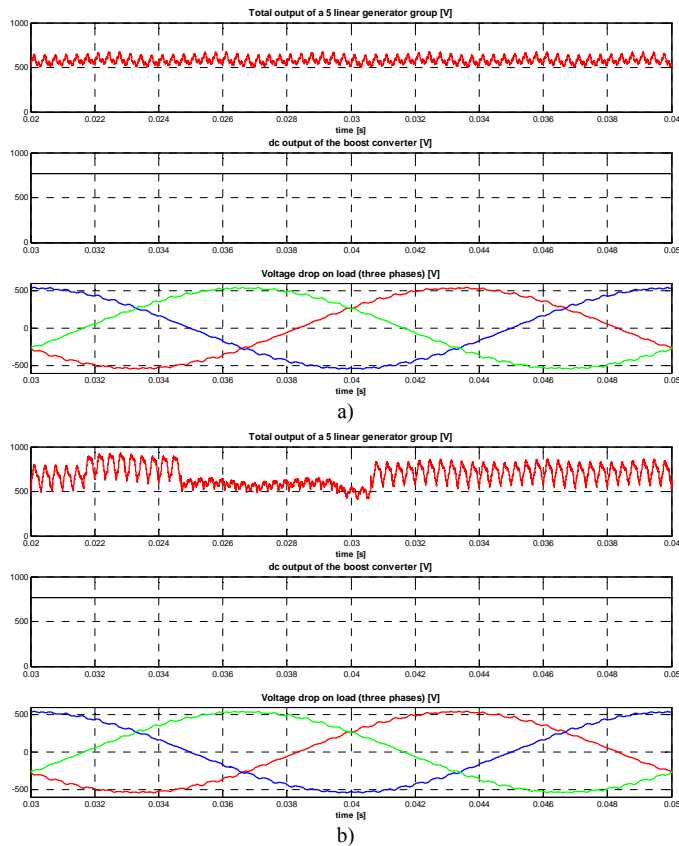 Total output of a 5 linear generator group [V]
1000
500
0
0.02 0.022 0.024 0.026 0.028 0.03 0.032 0.034 0.036 0.038 0.04
time [s]
dc output of the boost converter [V]
1000
500
0
0.03 0.032 0.034 0.036 0.038 0.04 0.042 0.044 0.046 0.048 0.05
time [s]
Voltage drop on load (three phases) [V]
500
0
-500
0.03 0.032 0.034 0.036 0.038 0.04 0.042 0.044 0.046 0.048 0.05
time [s]
a)
Total output of a 5 linear generator group [V]
1000
500
0
0.02 0.022 0.024 0.026 0.028 0.03 0.032 0.034 0.036 0.038 0.04
time [s]
dc output of the boost converter [V]
1000
500
0
0.03 0.032 0.034 0.036 0.038 0.04 0.042 0.044 0.046 0.048 0.05
time [s]
Voltage drop on load (three phases) [V]
500
0
-500
0.03 0.032 0.034 0.036 0.038 0.04 0.042 0.044 0.046 0.048 0.05
time [s]
b)